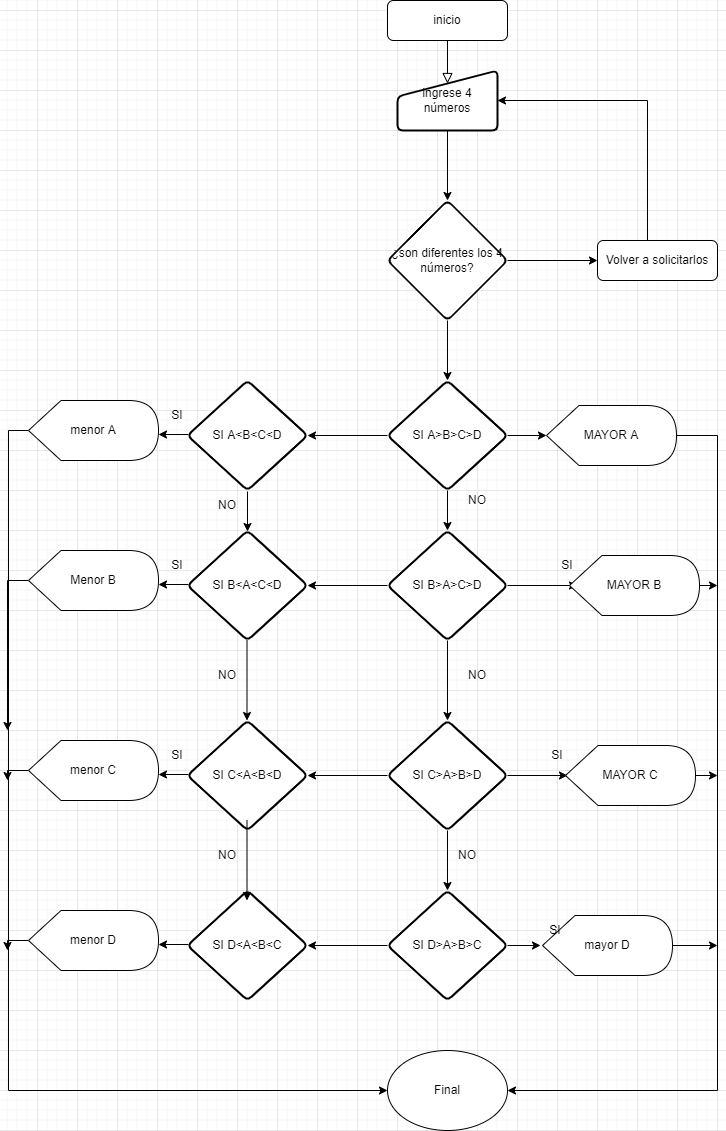 inicio
Ingrese 4
números
¿son diferentes los 4
números?
Volver a solicitarlos
menor A
SI
SI A<B<C<D
SI A>B>C>D
MAYOR A
NO
NO
Menor B
SI
SI B<A<C<D
SI B>A>C>D
SI
MAYOR B
NO
NO
menor C
SI
SI C<A<B<D
SI C>A>B>D
SI
MAYOR C
NO
NO
menor D
SI D<A<B<C
SI D>A>B>C
SI
mayor D
Final